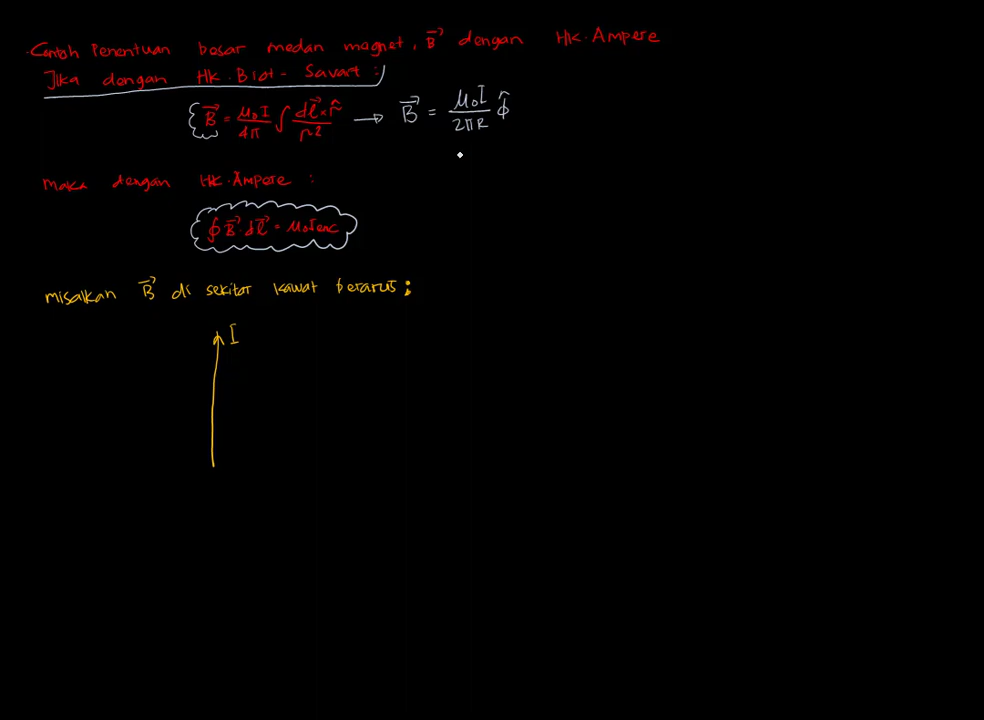 -Contoh Penentuan besar medan magnet, B⃗ dengan Hk.Ampere
Jika dengan Hk.Biot-Savart:
B⃗ = μ₀I/4π ∫ dl⃗×r̂/r² → B⃗ = μ₀I/2πR φ̂
maka dengan Hk.Ampere :
∮B⃗·dl⃗ = μ₀Ienc
misalkan B⃗ di sekitar kawat berarus :
I